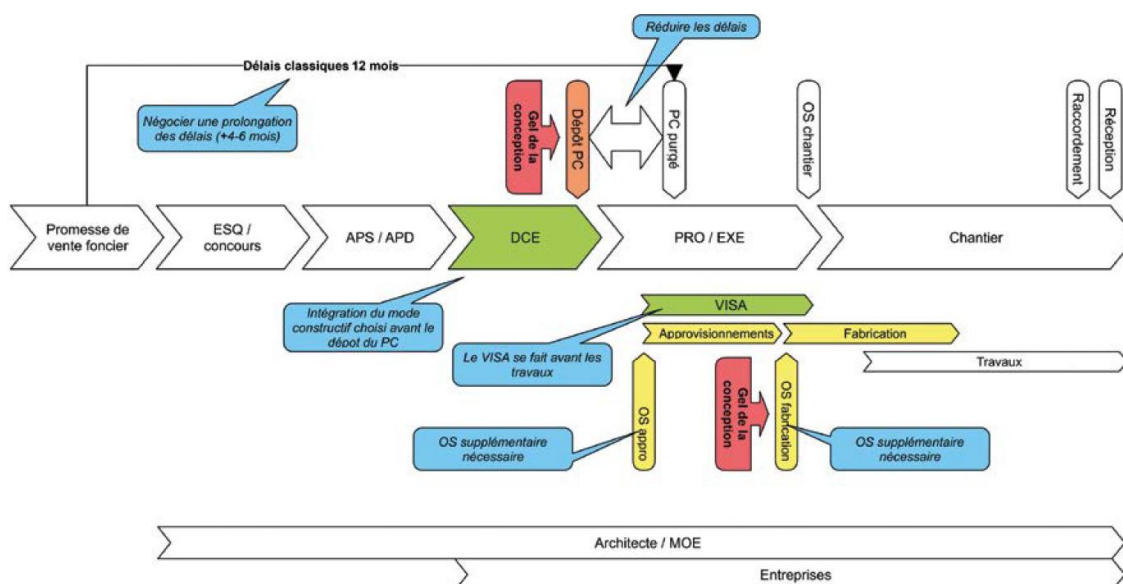 Réduire les délais
Délais classiques 12 mois
Négocier une prolongation
des délais (+4-6 mois)
Gel de la
conception
Dépôt PC
PC purgé
OS chantier
Raccordement
Réception
Promesse de
vente foncier
ESQ /
concours
APS / APD
DCE
PRO / EXE
Chantier
Intégration du mode
constructif choisi avant le
dépot du PC
VISA
Approvisionnements
Fabrication
Le VISA se fait avant les
travaux
Travaux
OS appro
Gel de la
conception
OS fabrication
OS supplémentaire
nécessaire
OS supplémentaire
nécessaire
Architecte / MOE
Entreprises